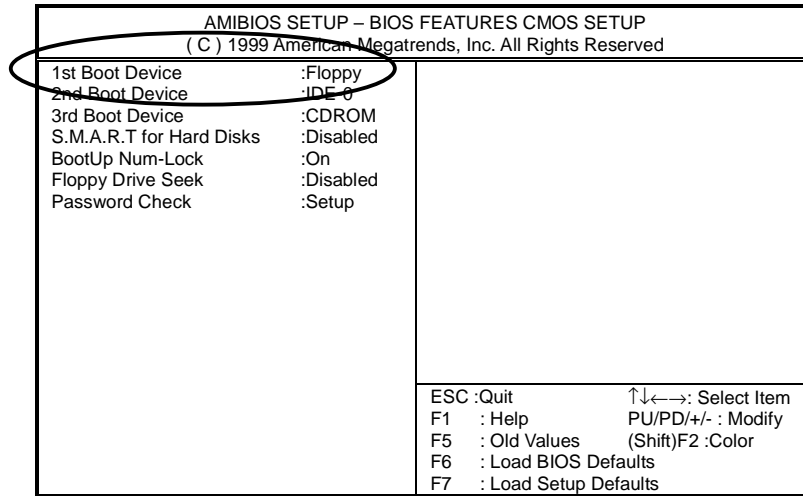 AMIBIOS SETUP – BIOS FEATURES CMOS SETUP
( C ) 1999 American Megatrends, Inc. All Rights Reserved
1st Boot Device :Floppy
2nd Boot Device :IDE-0
3rd Boot Device :CDROM
S.M.A.R.T for Hard Disks :Disabled
BootUp Num-Lock :On
Floppy Drive Seek :Disabled
Password Check :Setup
ESC :Quit ↑↓←→: Select Item
F1 : Help PU/PD/+/- : Modify
F5 : Old Values (Shift)F2 :Color
F6 : Load BIOS Defaults
F7 : Load Setup Defaults